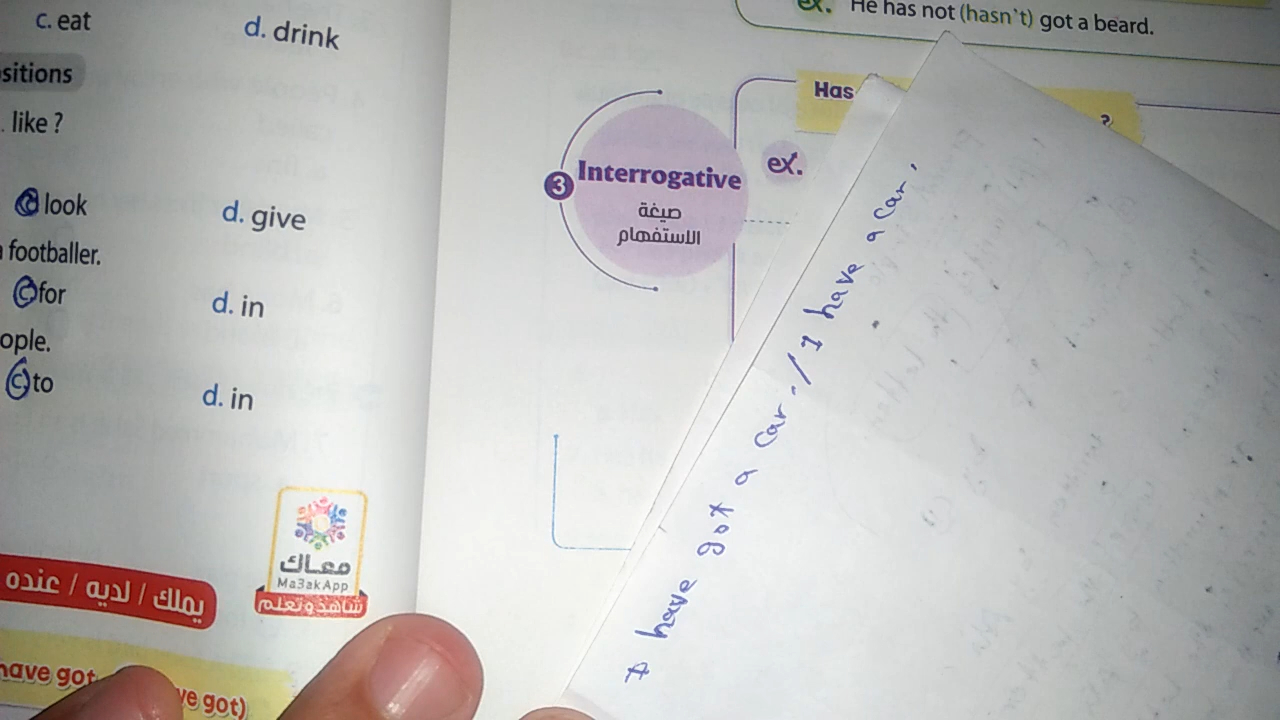 c. eat
d. drink
sitions
. like ?
c look
d. give
footballer.
c for
d. in
ople.
c to
d. in
معاك
Ma3akApp
شاهد وتعلم
يملك / لديه / عنده
have got
ve got)
ex. He has not (hasn't) got a beard.
Has
?
ex.
3 Interrogative
صيغة
الاستفهام
I have got a car. / I have a car.